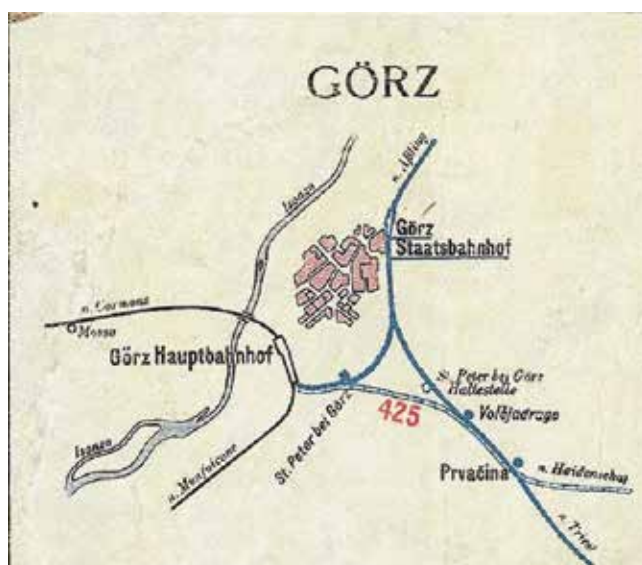 GÖRZ
Isonzo
n. Aßling
Görz
Staatsbahnhof
n. Cormons
Mossa
Görz Hauptbahnhof
St. Peter bei Görz
Haltestelle
425
Volčjadraga
St. Peter bei Görz
Isonzo
n. Monfalcone
Prvačina
n. Haidenschaft
n. Triest